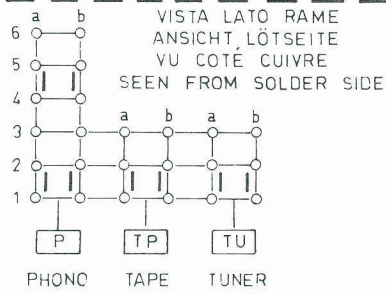 a b
VISTA LATO RAME
ANSICHT LÖTSEITE
VU COTÉ CUIVRE
SEEN FROM SOLDER SIDE
6
5
4
3
2
1
a b a b
P TP TU
PHONO TAPE TUNER